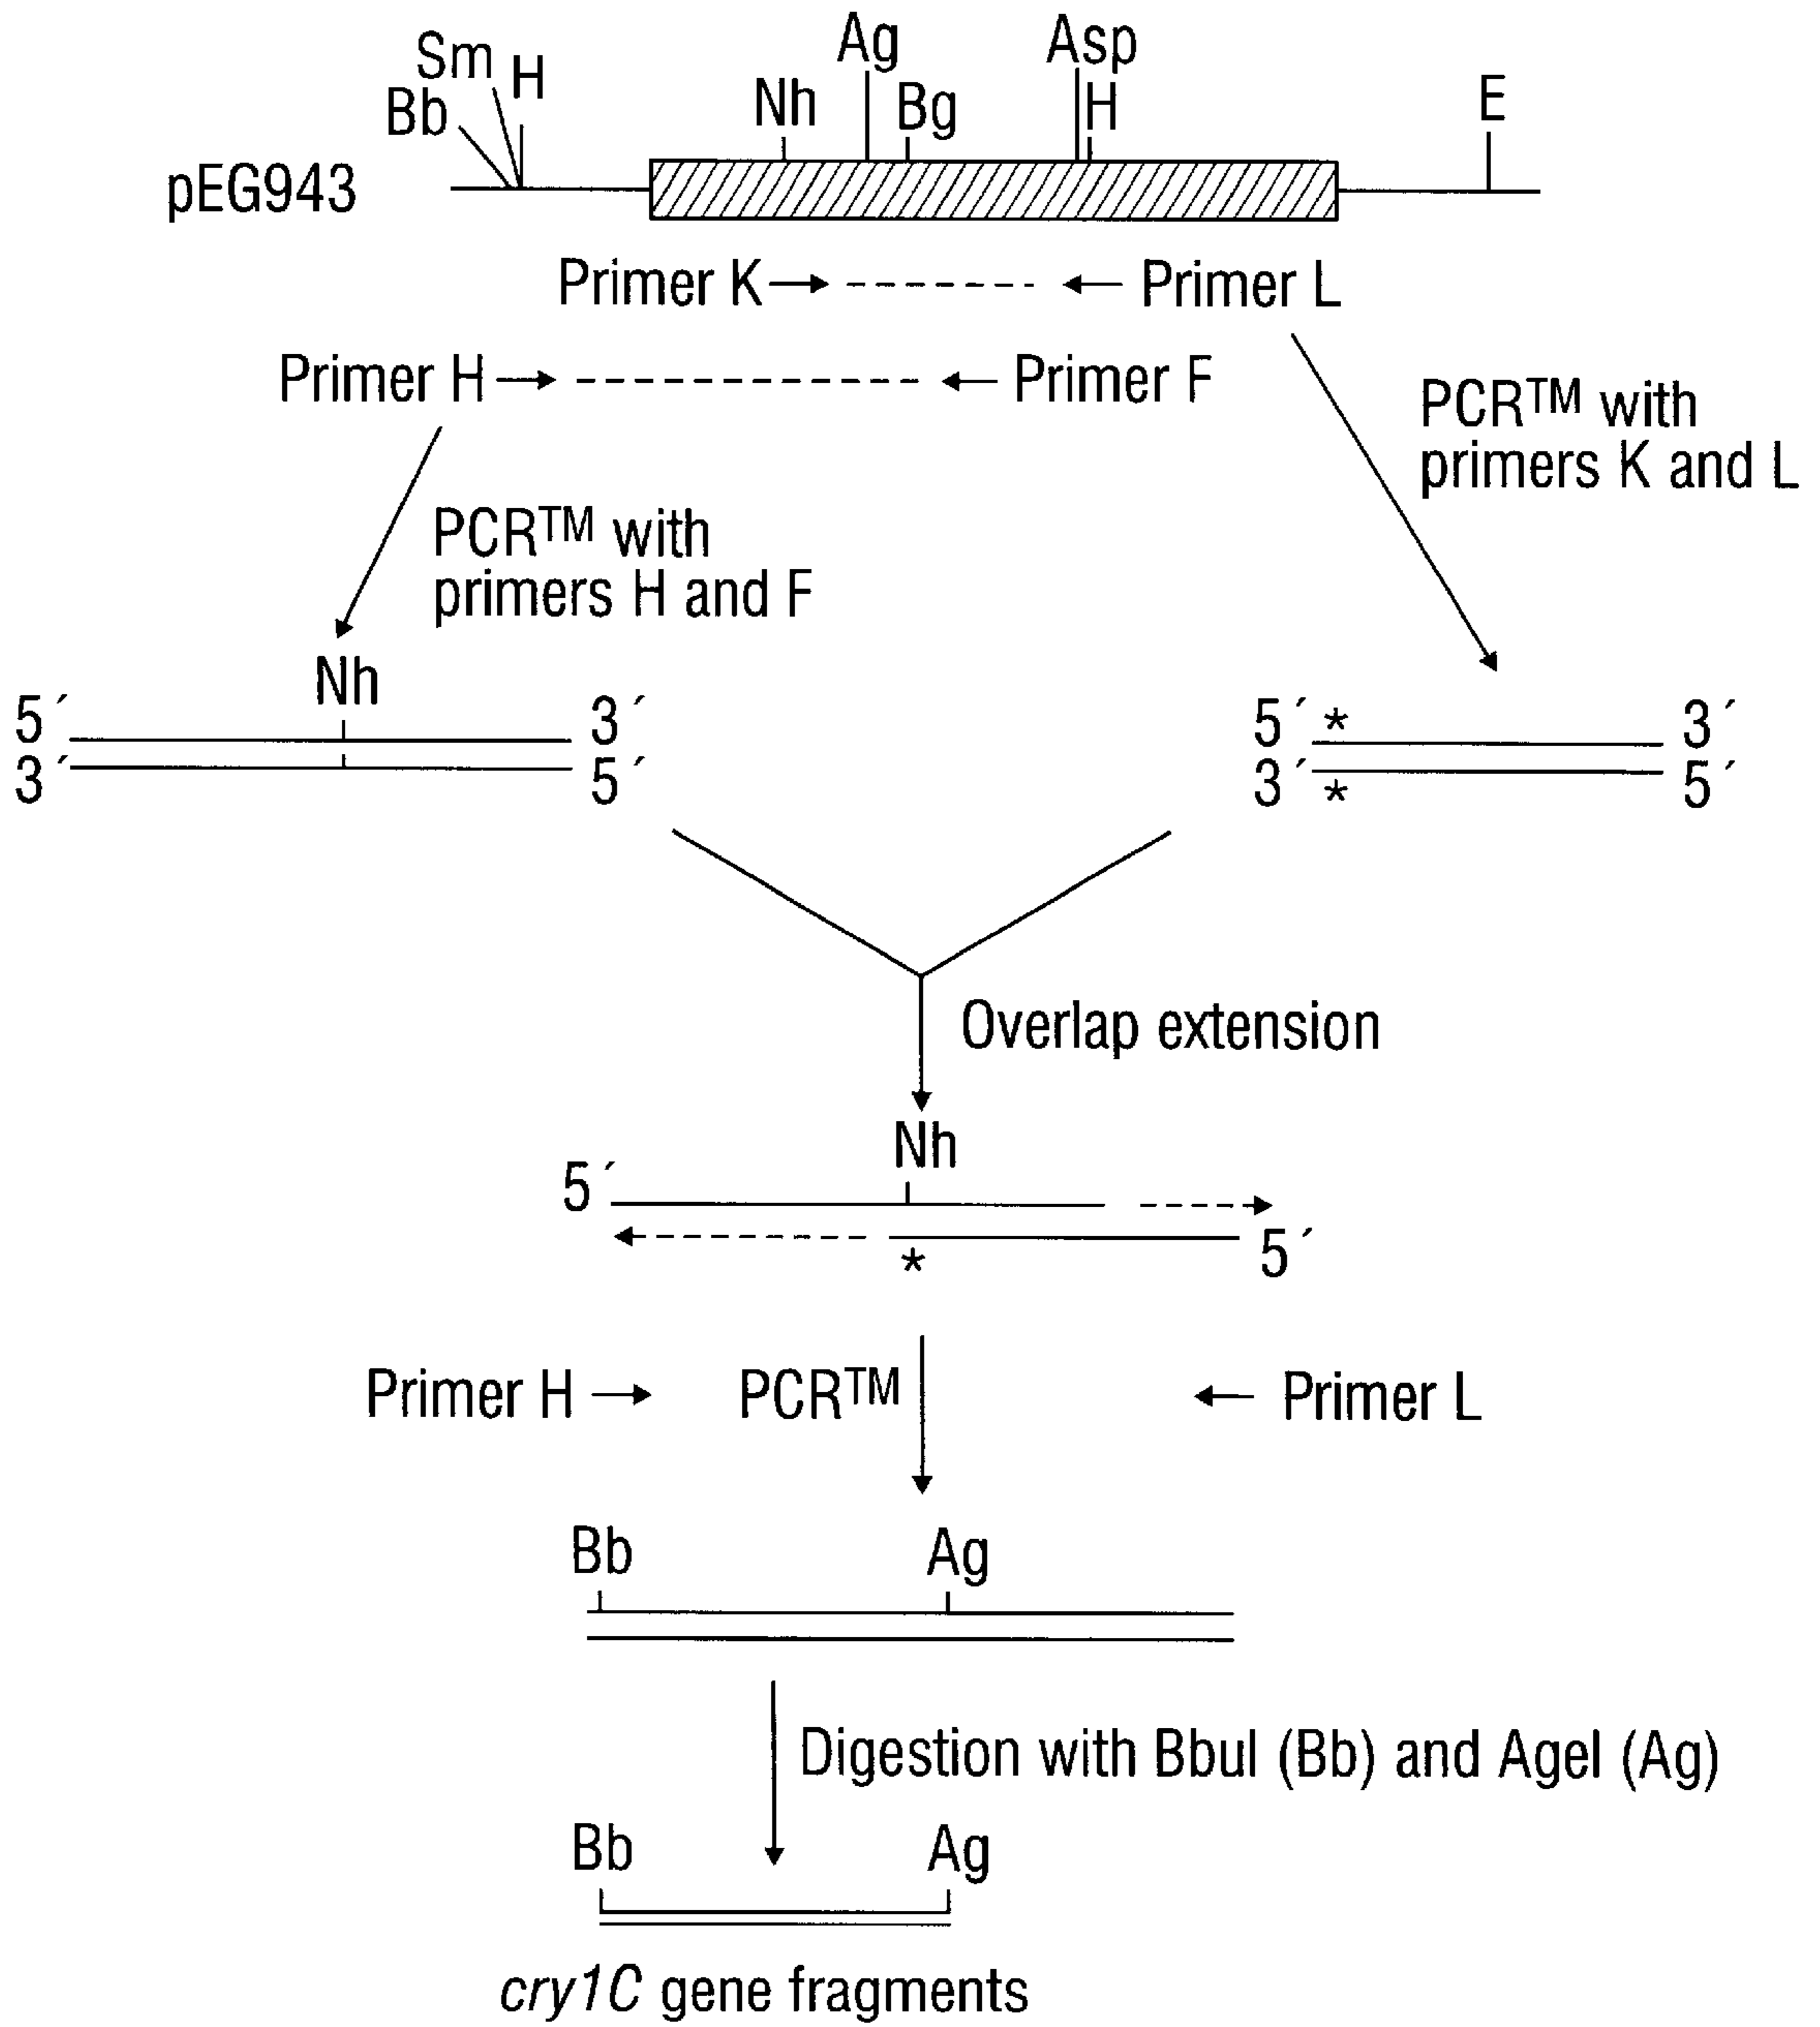 Sm
H
Bb
Nh
Ag
Bg
Asp
H
E
pEG943
Primer K
Primer L
Primer H
Primer F
PCR™ with
primers K and L
PCR™ with
primers H and F
Nh
5´ 3´
3´ 5´
5´ * 3´
3´ * 5´
Overlap extension
Nh
5´
5´
*
Primer H
PCR™
Primer L
Bb
Ag
Digestion with BbuI (Bb) and AgeI (Ag)
Bb
Ag
cry1C gene fragments